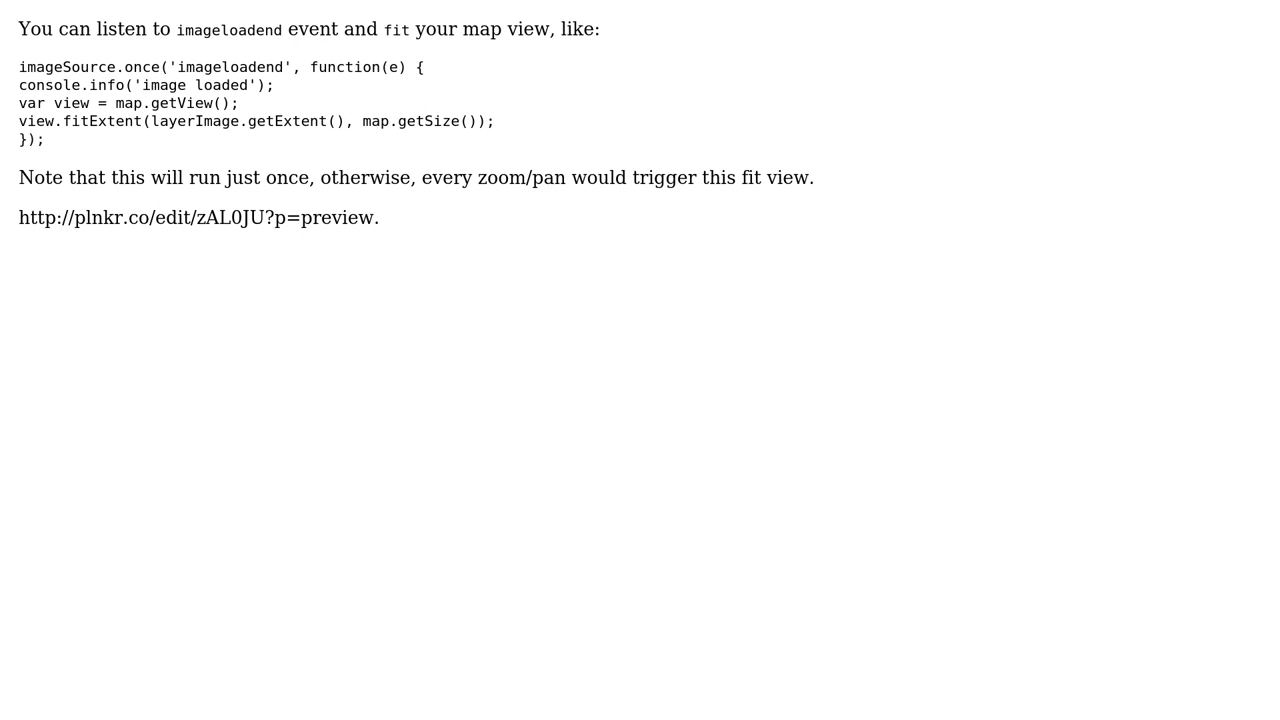 You can listen to imageloadend event and fit your map view, like:
imageSource.once('imageloadend', function(e) {
console.info('image loaded');
var view = map.getView();
view.fitExtent(layerImage.getExtent(), map.getSize());
});
Note that this will run just once, otherwise, every zoom/pan would trigger this fit view.
http://plnkr.co/edit/zAL0JU?p=preview.